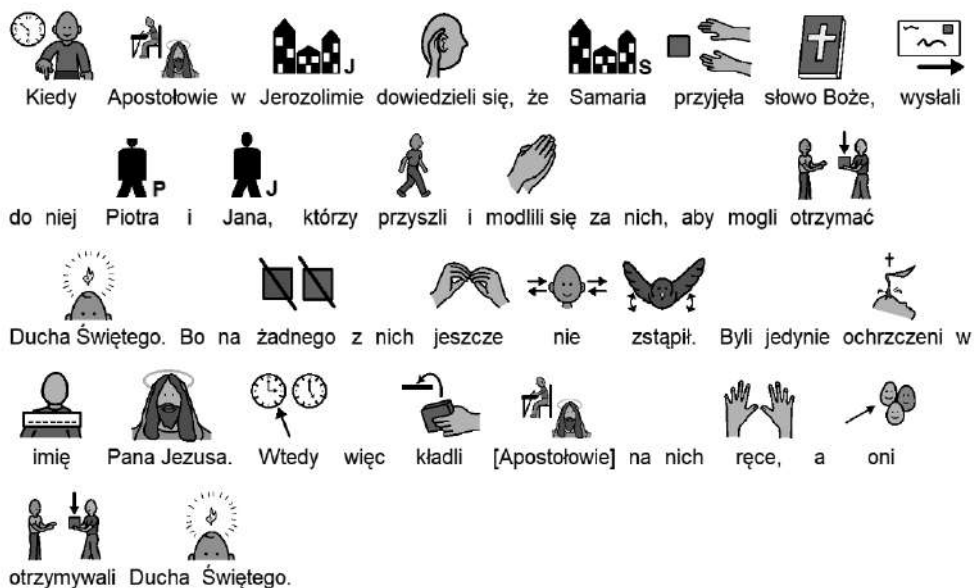 J S
Kiedy Apostołowie w Jerozolimie dowiedzieli się, że Samaria przyjęła słowo Boże, wysłali
P J
do niej Piotra i Jana, którzy przyszli i modlili się za nich, aby mogli otrzymać
Ducha Świętego. Bo na żadnego z nich jeszcze nie zstąpił. Byli jedynie ochrzczeni w
imię Pana Jezusa. Wtedy więc kładli [Apostołowie] na nich ręce, a oni
otrzymywali Ducha Świętego.